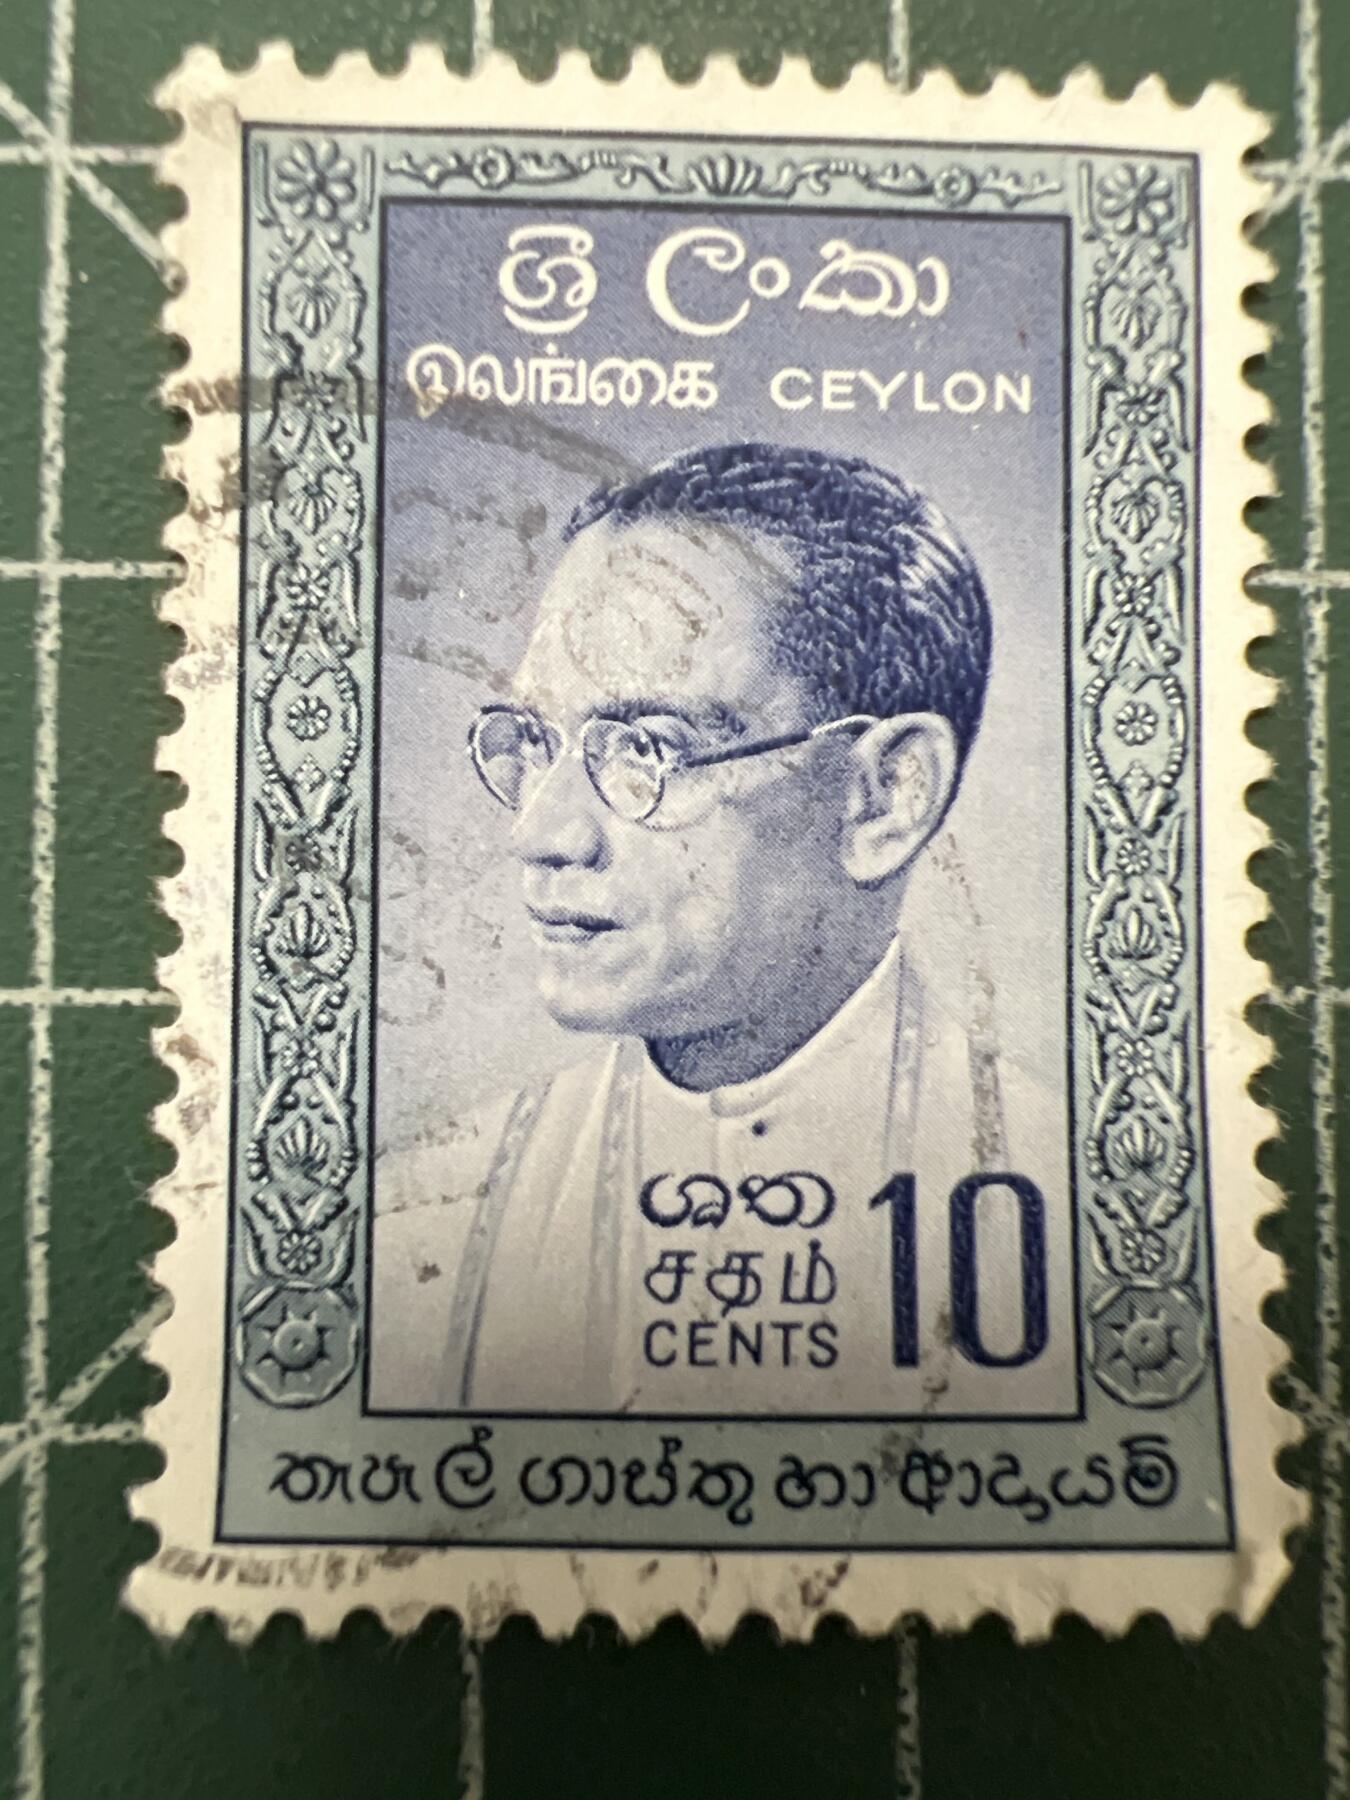 ශ්‍රී ලංකා
இலங்கை CEYLON
ශත
சதம்
CENTS 10
තැපැල් ගාස්තු හා ආදායම්